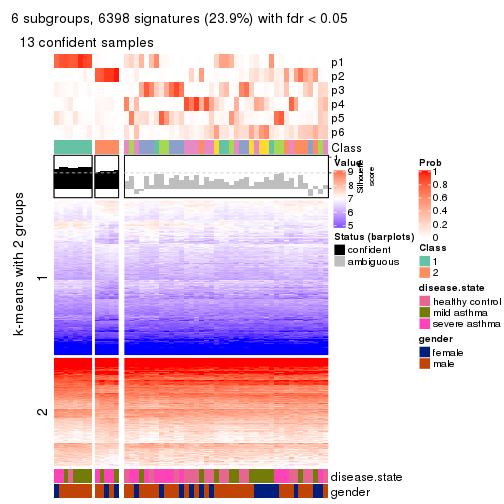 6 subgroups, 6398 signatures (23.9%) with fdr < 0.05
13 confident samples
p1
p2
p3
p4
p5
p6
Class
k-means with 2 groups
1
2
Silhouette
score
Value
9
8
7
6
5
Status (barplots)
confident
ambiguous
Prob
1
0.8
0.6
0.4
0.2
0
Class
1
2
disease.state
healthy control
mild asthma
severe asthma
gender
female
male
disease.state
gender